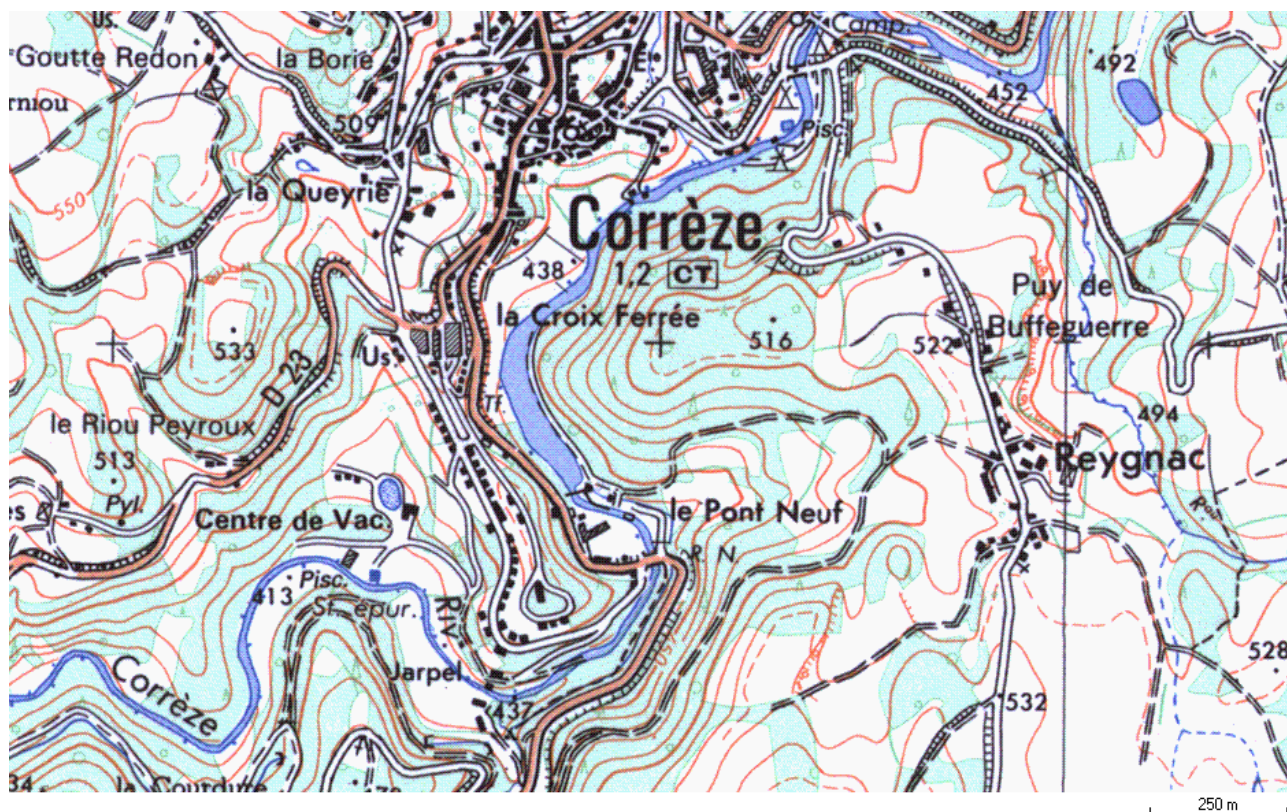 Us.
Camp.
Goutte Redon
la Borie
E
492
452
509
Pisc.
la Queyrie
550
Corrèze
438
1,2 CT
Puy de
Buffeguerre
la Croix Ferrée
533
516
522
Us.
D 23
Tf.
le Riou Peyroux
494
513
Reygnac
Pyl.
le Pont Neuf
Centre de Vac.
R N
Pisc.
413
St. épur.
RIV.
Jarpel
528
Corrèze
437
532
la Courdure
250 m